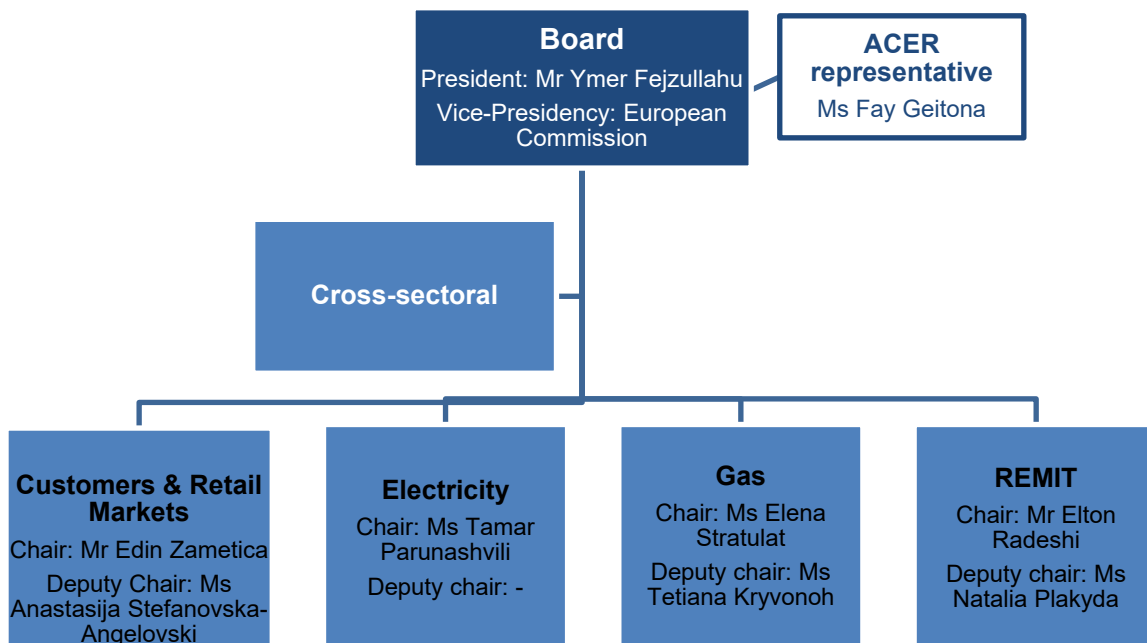 Board
President: Mr Ymer Fejzullahu
Vice-Presidency: European
Commission
ACER
representative
Ms Fay Geitona
Cross-sectoral
Customers & Retail
Markets
Chair: Mr Edin Zametica
Deputy Chair: Ms
Anastasija Stefanovska-
Angelovski
Electricity
Chair: Ms Tamar
Parunashvili
Deputy chair: -
Gas
Chair: Ms Elena
Stratulat
Deputy chair: Ms
Tetiana Kryvonoh
REMIT
Chair: Mr Elton
Radeshi
Deputy chair: Ms
Natalia Plakyda